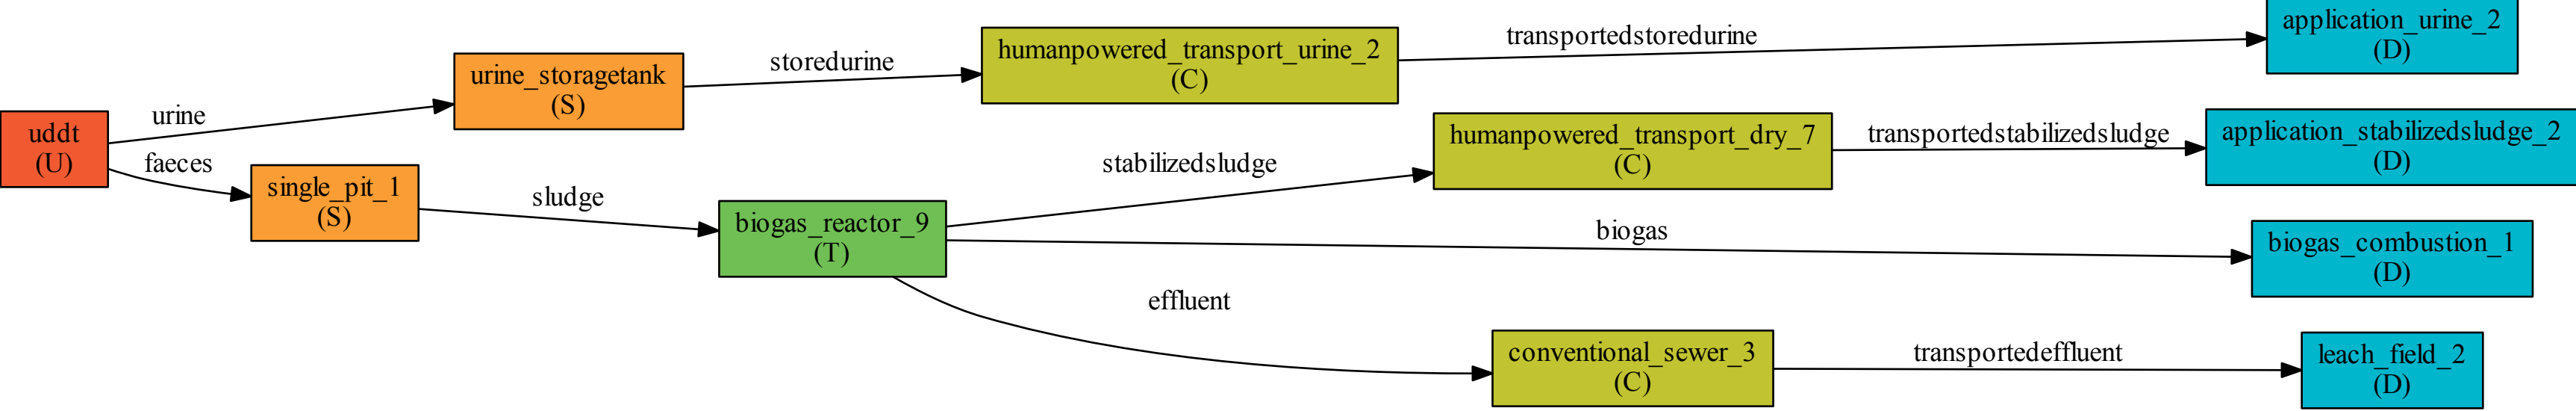 application_urine_2
(D)
transportedstoredurine
humanpowered_transport_urine_2
(C)
storedurine
urine_storagetank
(S)
urine
uddt
(U)
faeces
single_pit_1
(S)
sludge
biogas_reactor_9
(T)
stabilizedsludge
humanpowered_transport_dry_7
(C)
transportedstabilizedsludge
application_stabilizedsludge_2
(D)
biogas
biogas_combustion_1
(D)
effluent
conventional_sewer_3
(C)
transportedeffluent
leach_field_2
(D)